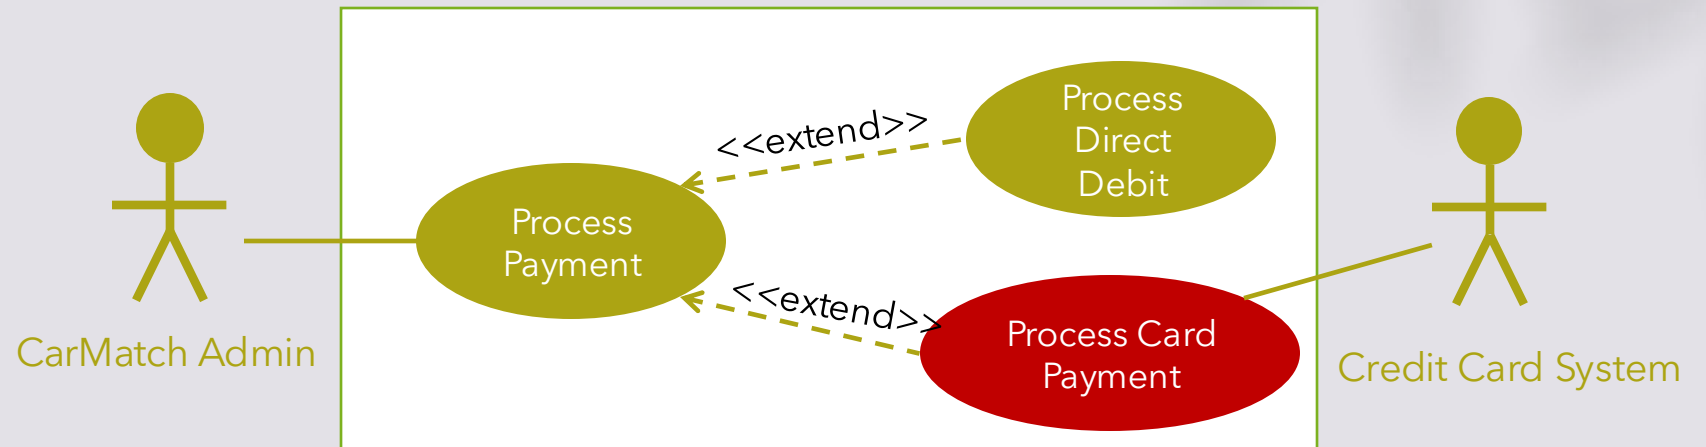 <<extend>>
Process
Direct
Debit
Process
Payment
<<extend>>
Process Card
Payment
CarMatch Admin
Credit Card System